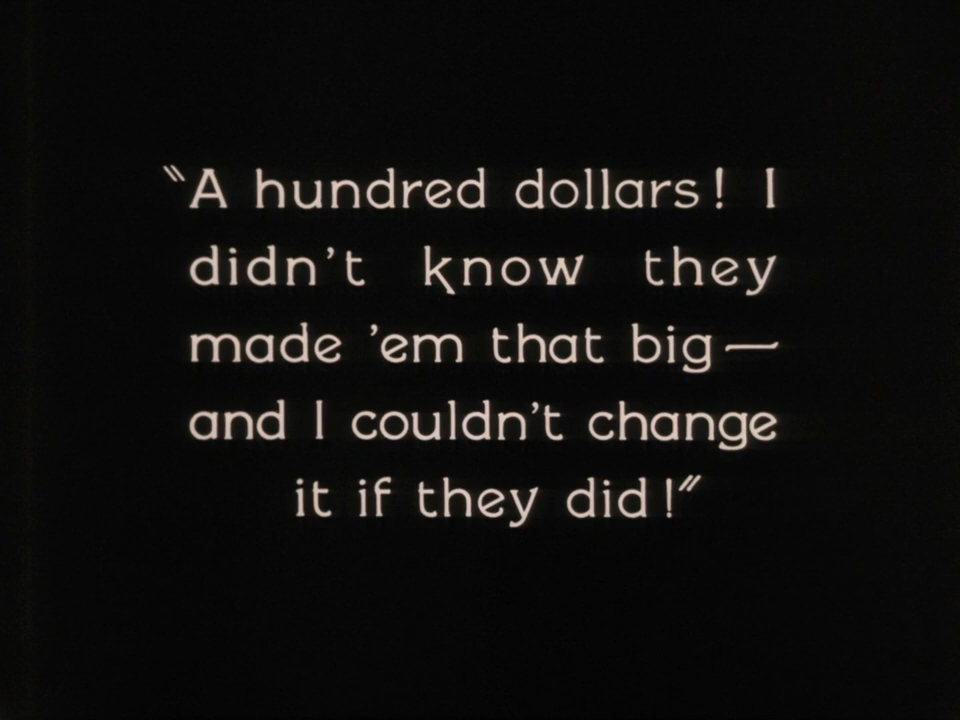 "A hundred dollars! I
didn't know they
made 'em that big—
and I couldn't change
it if they did!"